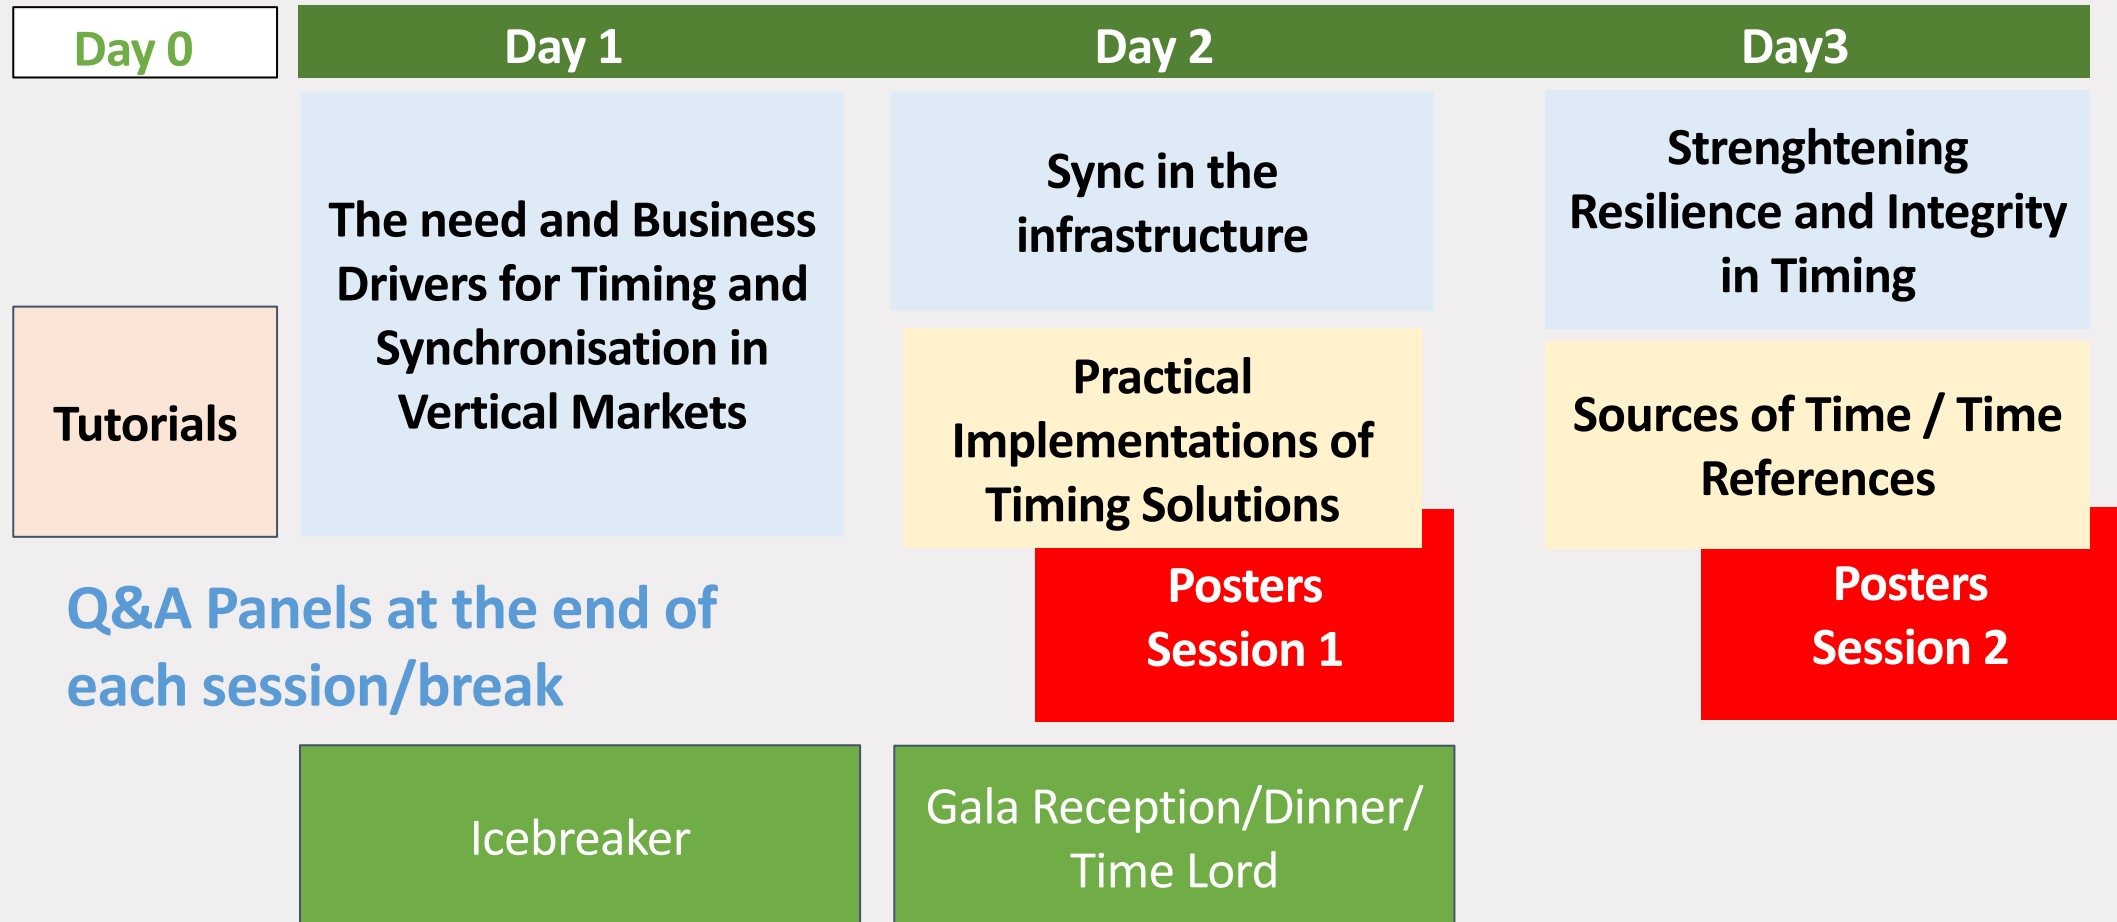 Day 0
Day 1
Day 2
Day3
Tutorials
The need and Business
Drivers for Timing and
Synchronisation in
Vertical Markets
Sync in the
infrastructure
Practical
Implementations of
Timing Solutions
Strenghtening
Resilience and Integrity
in Timing
Sources of Time / Time
References
Q&A Panels at the end of
each session/break
Posters
Session 1
Posters
Session 2
Icebreaker
Gala Reception/Dinner/
Time Lord